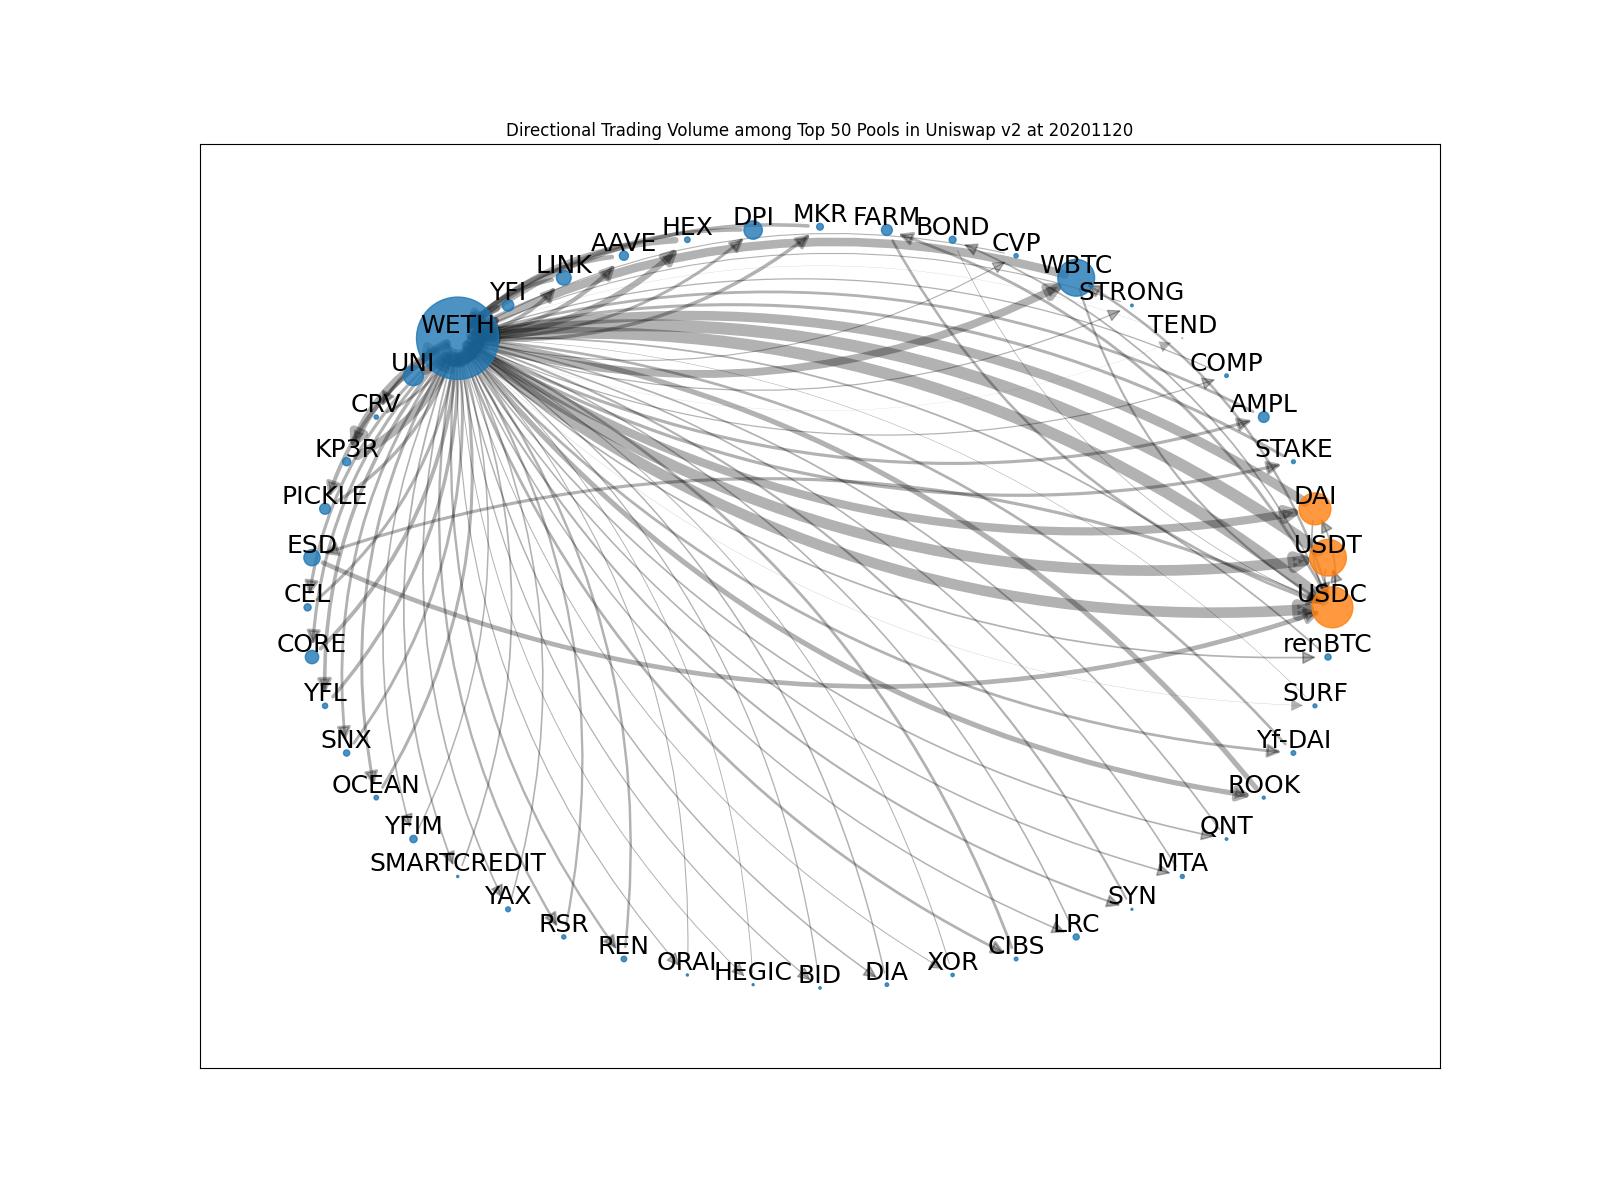 Directional Trading Volume among Top 50 Pools in Uniswap v2 at 20201120
MKR
DPI
FARM
HEX
BOND
AAVE
CVP
LINK
WBTC
YFI
STRONG
WETH
TEND
UNI
COMP
CRV
AMPL
KP3R
STAKE
PICKLE
DAI
ESD
USDT
CEL
USDC
CORE
renBTC
YFL
SURF
SNX
Yf-DAI
OCEAN
ROOK
YFIM
QNT
SMARTCREDIT
MTA
YAX
SYN
RSR
LRC
REN
CIBS
ORAI
XOR
HEGIC
DIA
BID